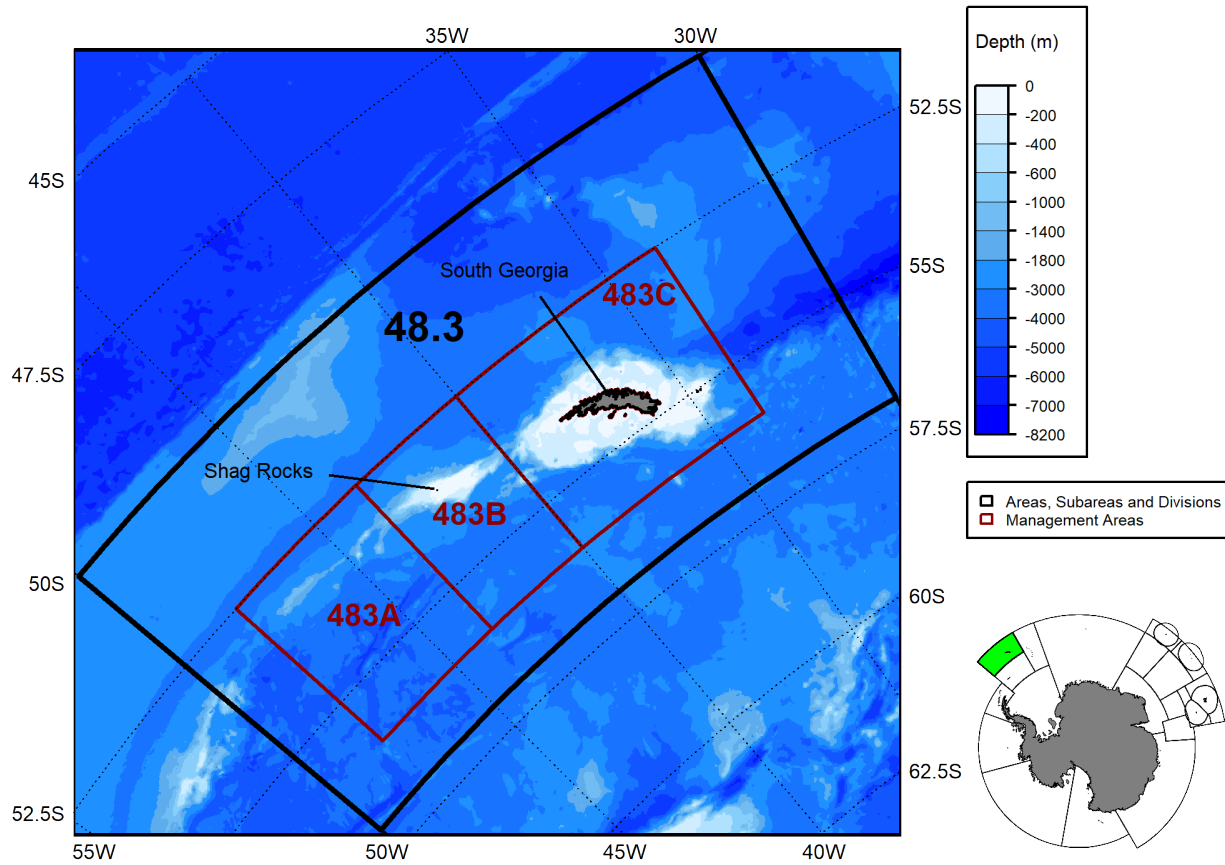 35W
30W
Depth (m)
0
-200
-600
-1000
-1400
-1800
-3000
-4000
-5000
-6000
-7000
-8200
52.5S
45S
South Georgia
55S
483C
48.3
47.5S
57.5S
Shag Rocks
483B
Areas, Subareas and Divisions
Management Areas
50S
60S
483A
62.5S
52.5S
55W
50W
45W
40W